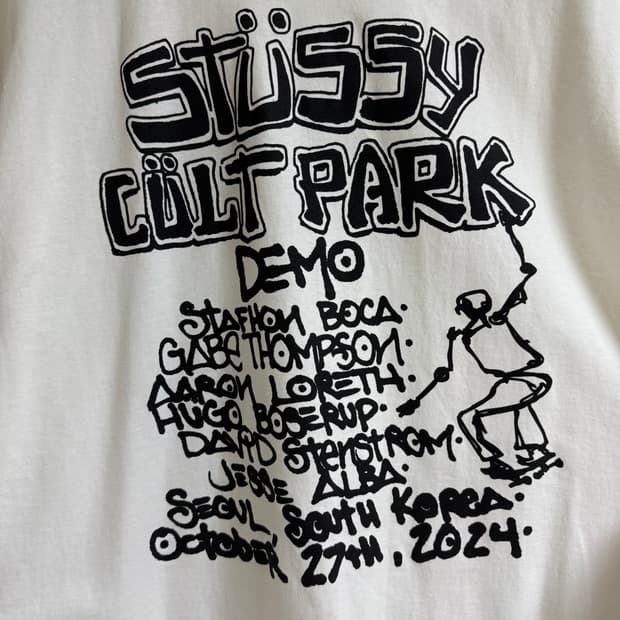 STÜSSY
CÜLT PARK
DEMO
STAFHON BOCA.
GABE THOMPSON.
AARON LORETH.
HUGO BOSERUP.
DAVID STENSTROM.
JESSE ALBA.
SEOUL SOUTH KOREA.
OCTOBER 27TH, 2024.